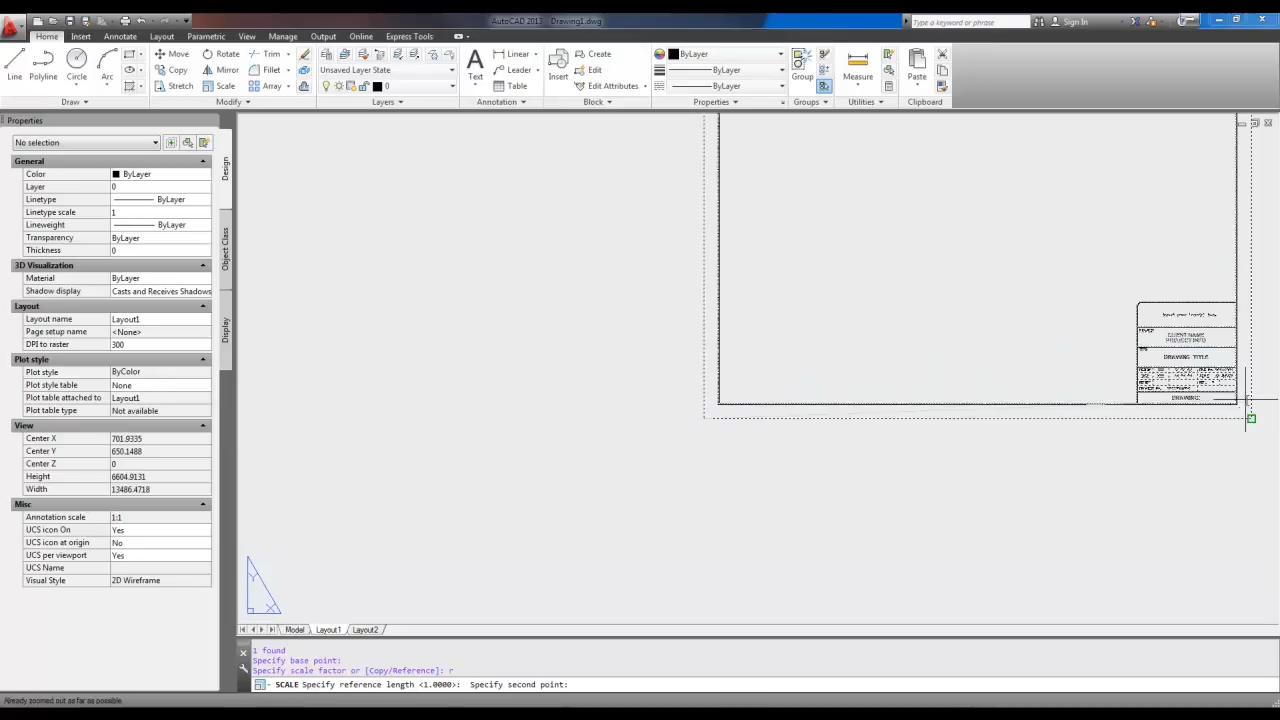 AutoCAD 2013 - Drawing1.dwg
Type a keyword or phrase
Sign In
Home Insert Annotate Layout Parametric View Manage Output Online Express Tools
Line Polyline Circle Arc
Move Rotate Trim
Copy Mirror Fillet
Stretch Scale Array
Unsaved Layer State
0
Text
Linear
Leader
Table
Insert
Create
Edit
Edit Attributes
ByLayer
ByLayer
ByLayer
Group
Measure
Paste
Draw Modify Layers Annotation Block Properties Groups Utilities Clipboard
Properties
No selection
General
Color ByLayer
Layer 0
Linetype ByLayer
Linetype scale 1
Lineweight ByLayer
Transparency ByLayer
Thickness 0
3D Visualization
Material ByLayer
Shadow display Casts and Receives Shadows
Layout
Layout name Layout1
Page setup name <None>
DPI to raster 300
Plot style
Plot style ByColor
Plot style table None
Plot table attached to Layout1
Plot table type Not available
View
Center X 701.9335
Center Y 650.1488
Center Z 0
Height 6604.9131
Width 13486.4718
Misc
Annotation scale 1:1
UCS icon On Yes
UCS icon at origin No
UCS per viewport Yes
UCS Name
Visual Style 2D Wireframe
Design
Object Class
Display
CLIENT NAME
PROJECT INFO
DRAWING TITLE
DRAWING:
Y
X
Model Layout1 Layout2
1 found
Specify base point:
Specify scale factor or [Copy/Reference]: r
SCALE Specify reference length <1.0000>: Specify second point:
Already zoomed out as far as possible